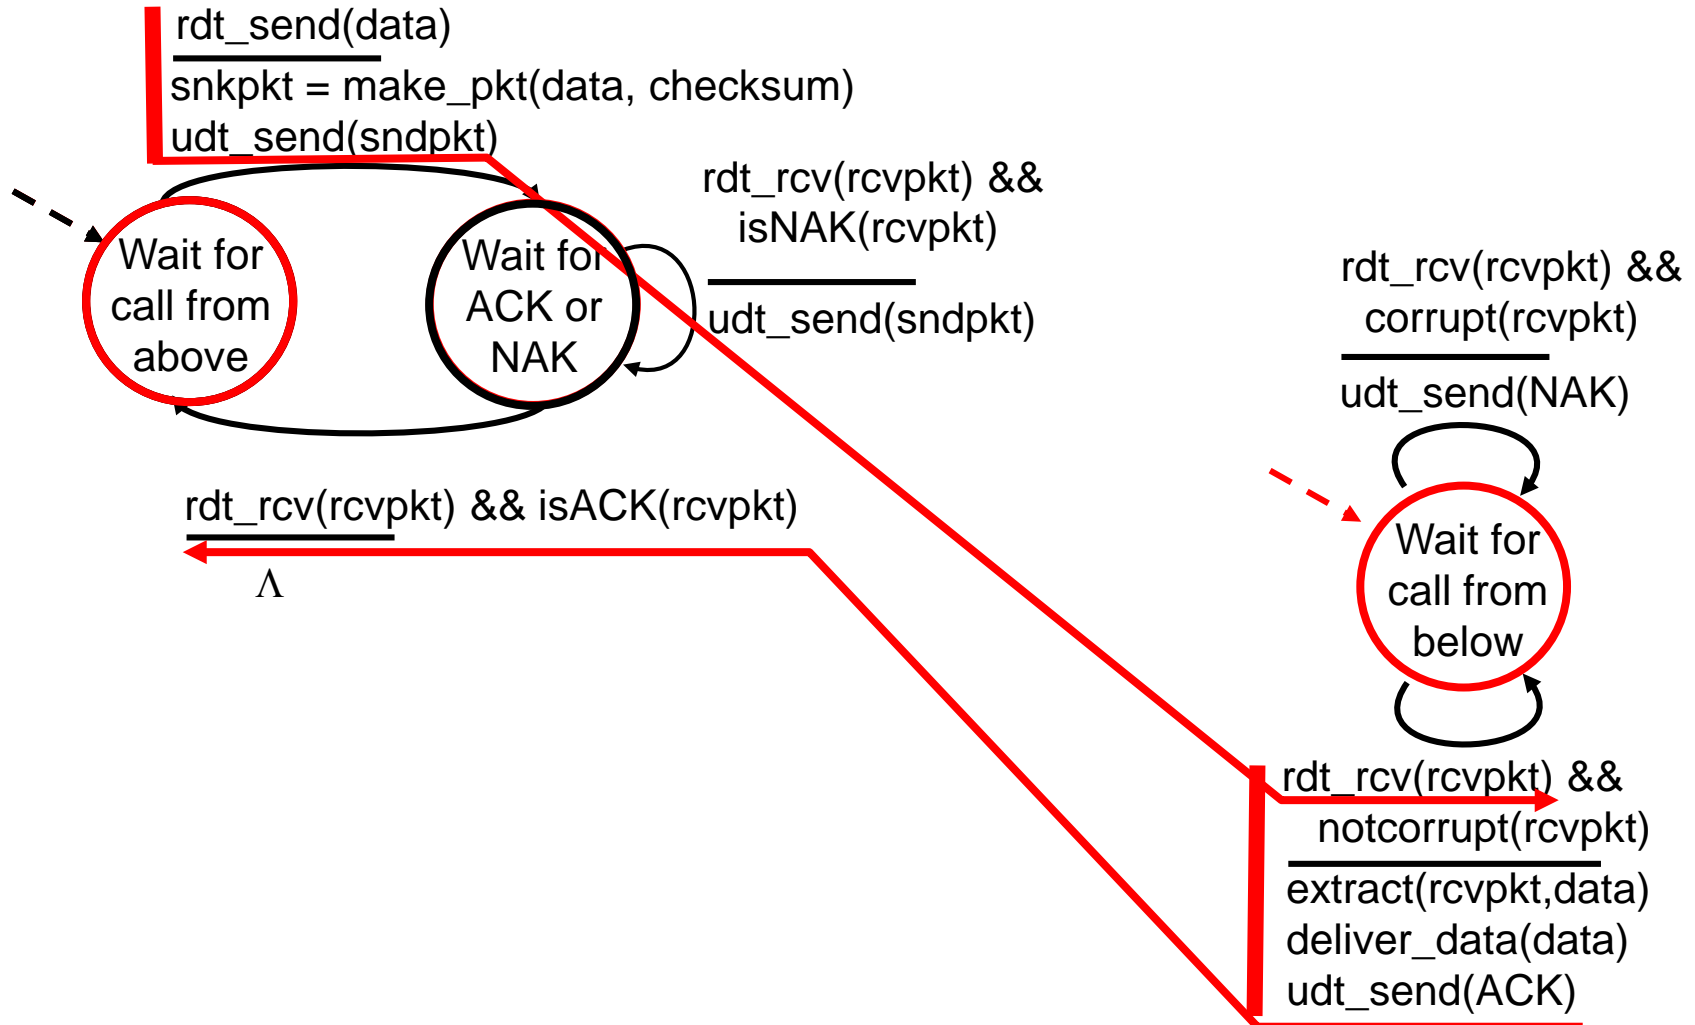 rdt_send(data)
snkpkt = make_pkt(data, checksum)
udt_send(sndpkt)
Wait for
call from
above
Wait for
ACK or
NAK
rdt_rcv(rcvpkt) &&
isNAK(rcvpkt)
udt_send(sndpkt)
rdt_rcv(rcvpkt) && isACK(rcvpkt)
Λ
rdt_rcv(rcvpkt) &&
corrupt(rcvpkt)
udt_send(NAK)
Wait for
call from
below
rdt_rcv(rcvpkt) &&
notcorrupt(rcvpkt)
extract(rcvpkt,data)
deliver_data(data)
udt_send(ACK)